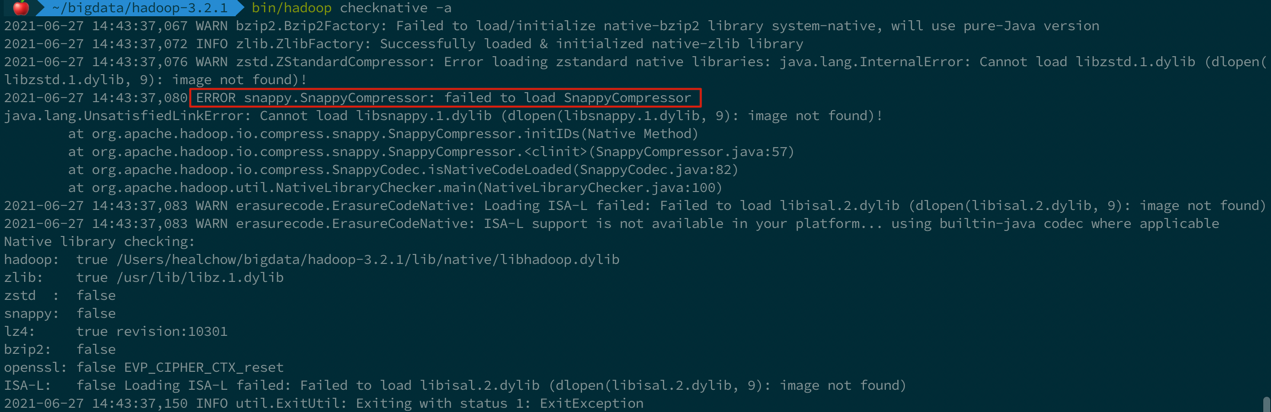 ~/bigdata/hadoop-3.2.1 bin/hadoop checknative -a
2021-06-27 14:43:37,067 WARN bzip2.Bzip2Factory: Failed to load/initialize native-bzip2 library system-native, will use pure-Java version
2021-06-27 14:43:37,072 INFO zlib.ZlibFactory: Successfully loaded & initialized native-zlib library
2021-06-27 14:43:37,076 WARN zstd.ZStandardCompressor: Error loading zstandard native libraries: java.lang.InternalError: Cannot load libzstd.1.dylib (dlopen(
libzstd.1.dylib, 9): image not found)!
2021-06-27 14:43:37,080 ERROR snappy.SnappyCompressor: failed to load SnappyCompressor
java.lang.UnsatisfiedLinkError: Cannot load libsnappy.1.dylib (dlopen(libsnappy.1.dylib, 9): image not found)!
at org.apache.hadoop.io.compress.snappy.SnappyCompressor.initIDs(Native Method)
at org.apache.hadoop.io.compress.snappy.SnappyCompressor.<clinit>(SnappyCompressor.java:57)
at org.apache.hadoop.io.compress.SnappyCodec.isNativeCodeLoaded(SnappyCodec.java:82)
at org.apache.hadoop.util.NativeLibraryChecker.main(NativeLibraryChecker.java:100)
2021-06-27 14:43:37,083 WARN erasurecode.ErasureCodeNative: Loading ISA-L failed: Failed to load libisal.2.dylib (dlopen(libisal.2.dylib, 9): image not found)
2021-06-27 14:43:37,083 WARN erasurecode.ErasureCodeNative: ISA-L support is not available in your platform... using builtin-java codec where applicable
Native library checking:
hadoop:  true /Users/healchow/bigdata/hadoop-3.2.1/lib/native/libhadoop.dylib
zlib:    true /usr/lib/libz.1.dylib
zstd  :  false
snappy:  false
lz4:     true revision:10301
bzip2:   false
openssl: false EVP_CIPHER_CTX_reset
ISA-L:   false Loading ISA-L failed: Failed to load libisal.2.dylib (dlopen(libisal.2.dylib, 9): image not found)
2021-06-27 14:43:37,150 INFO util.ExitUtil: Exiting with status 1: ExitException